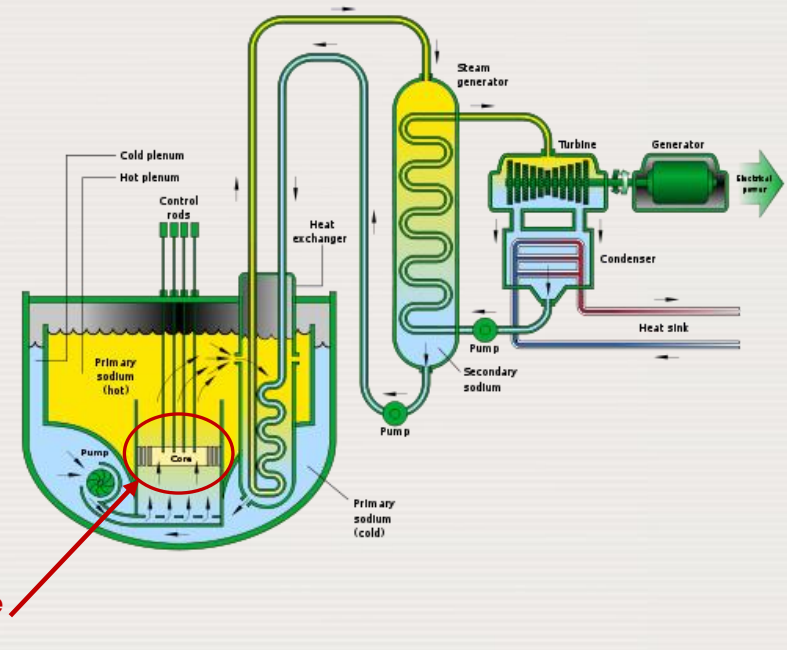 Steam
generator
Turbine
Generator
Electrical
power
Cold plenum
Hot plenum
Control
rods
Heat
exchanger
Condenser
Heat sink
Pump
Primary
sodium
(hot)
Secondary
sodium
Pump
Pump
Core
Primary
sodium
(cold)
e